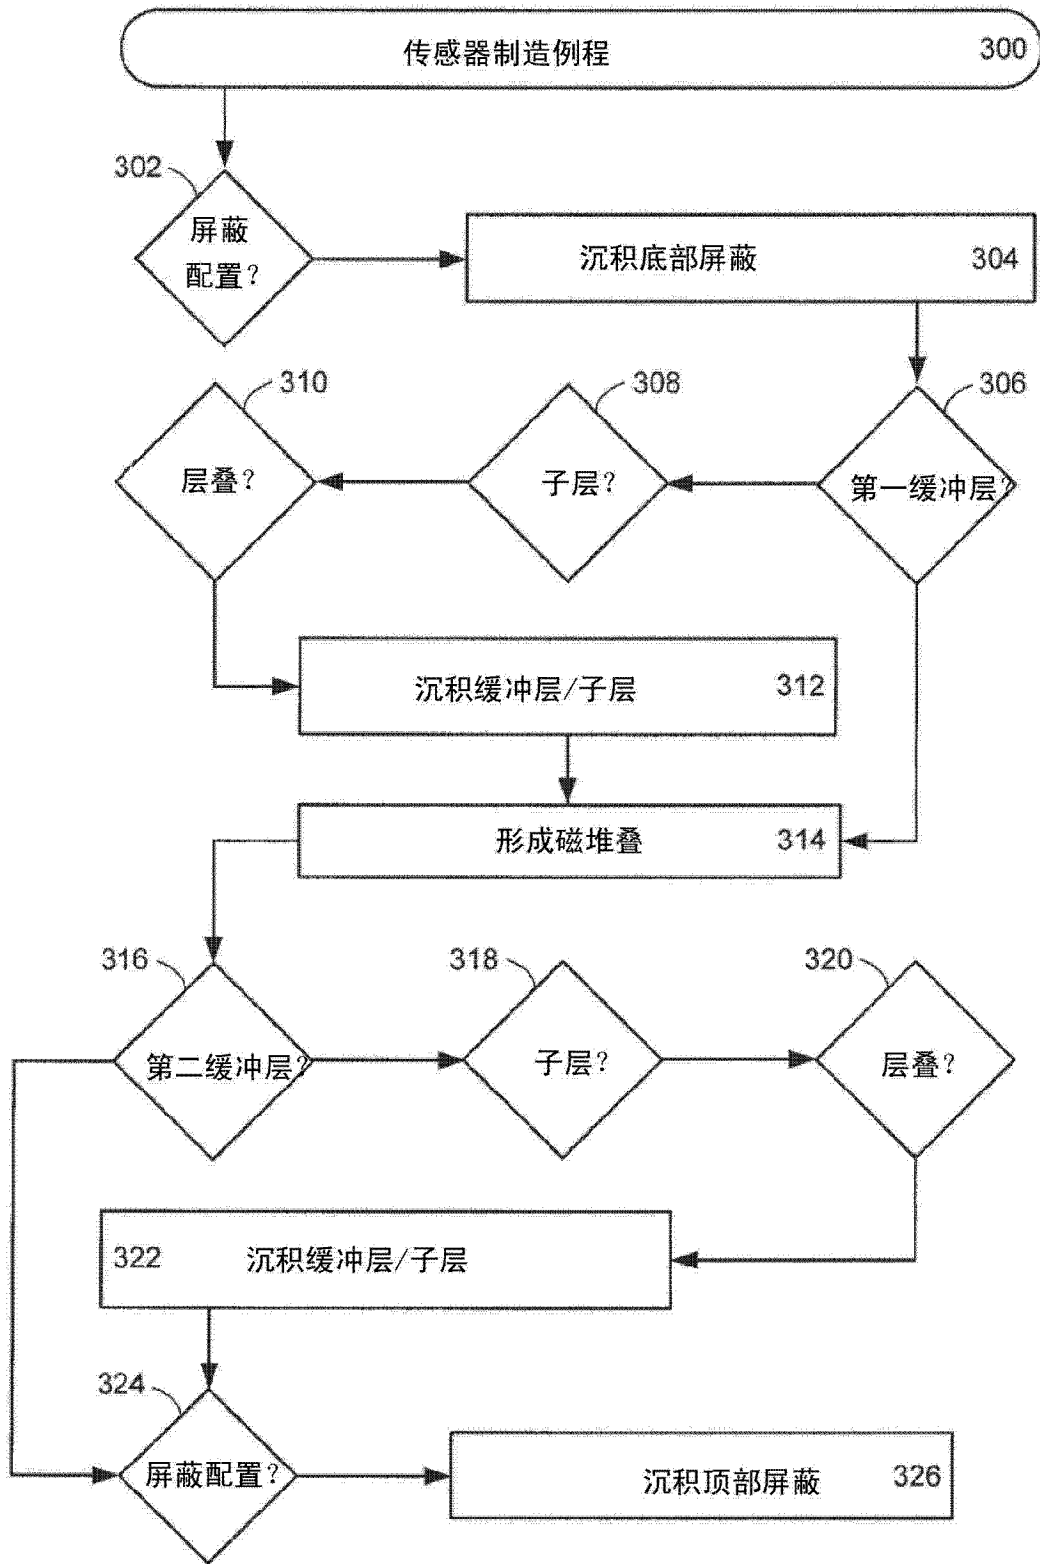 传感器制造例程 300
302
屏蔽
配置?
沉积底部屏蔽 304
310
308
306
层叠?
子层?
第一缓冲层?
沉积缓冲层/子层 312
形成磁堆叠 314
316
318
320
第二缓冲层?
子层?
层叠?
322 沉积缓冲层/子层
324
屏蔽配置?
沉积顶部屏蔽 326